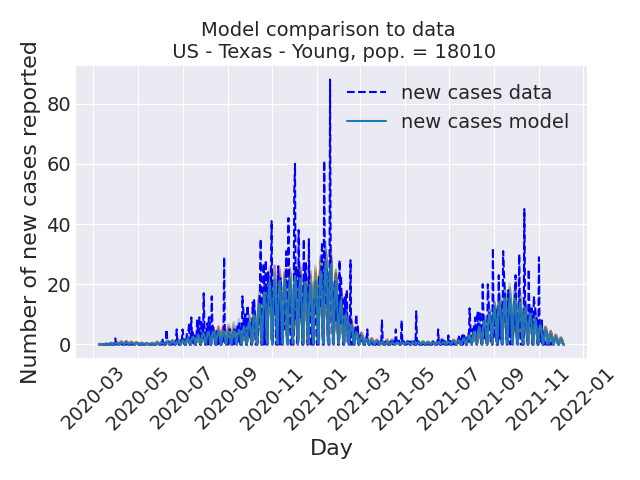 Model comparison to data
US - Texas - Young, pop. = 18010
Number of new cases reported
80
60
40
20
0
new cases data
new cases model
2020-03
2020-05
2020-07
2020-09
2020-11
2021-01
2021-03
2021-05
2021-07
2021-09
2021-11
2022-01
Day